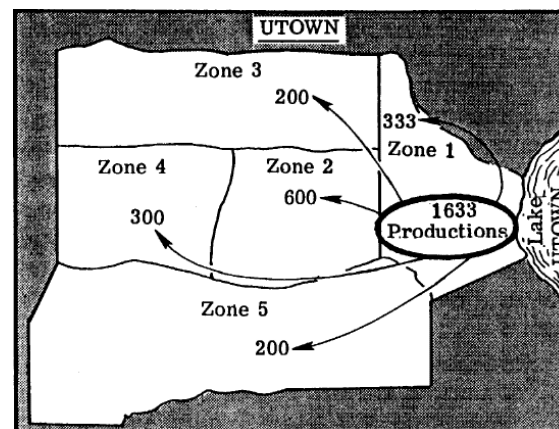 UTOWN
Zone 3
200
333
Zone 1
Zone 4
Zone 2
600
1633
Productions
300
Lake
UTOWN
Zone 5
200